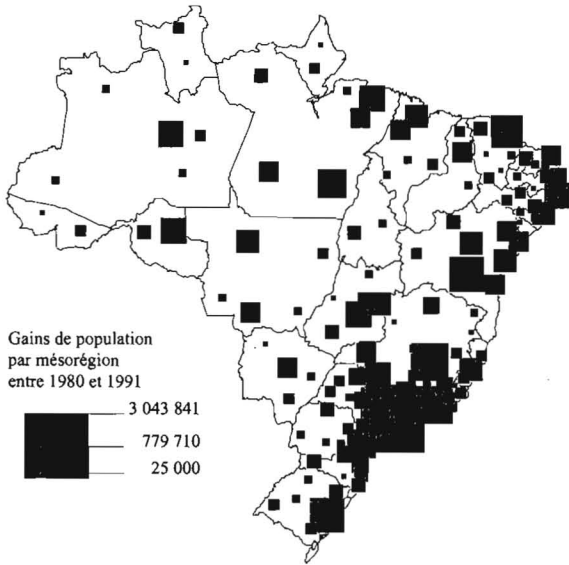 Gains de population
par mésorégion
entre 1980 et 1991
3 043 841
779 710
25 000